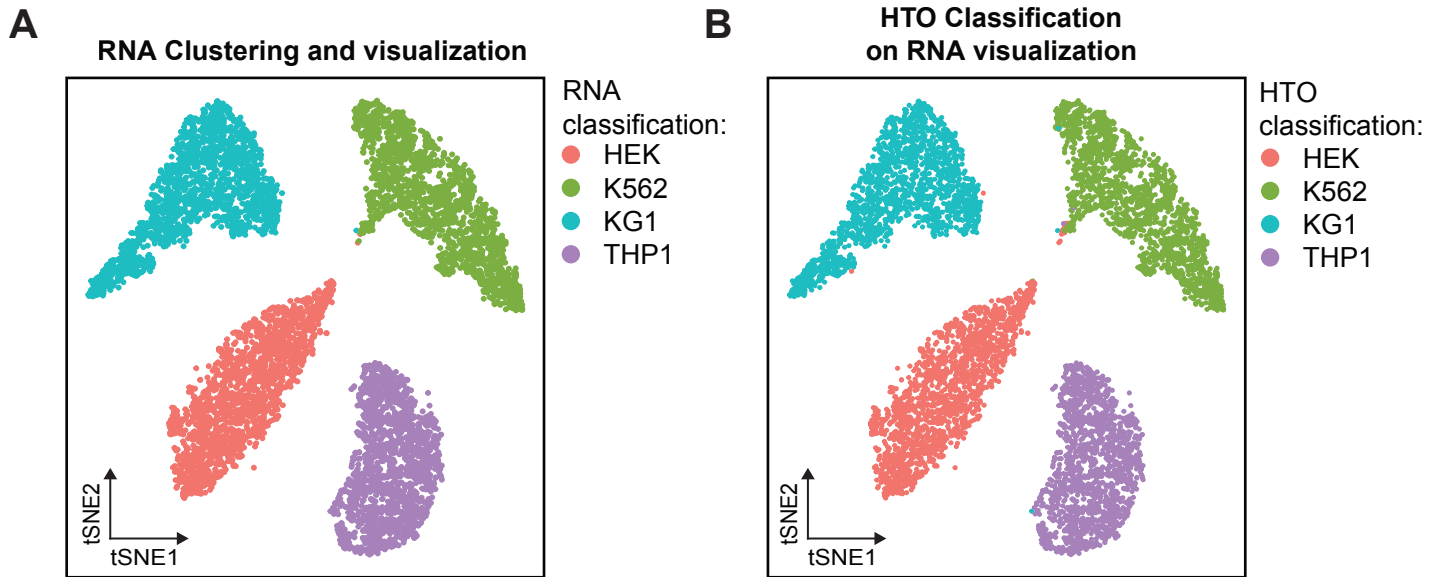 A
RNA Clustering and visualization
RNA
classification:
HEK
K562
KG1
THP1
tSNE2
tSNE1
B
HTO Classification
on RNA visualization
HTO
classification:
HEK
K562
KG1
THP1
tSNE2
tSNE1